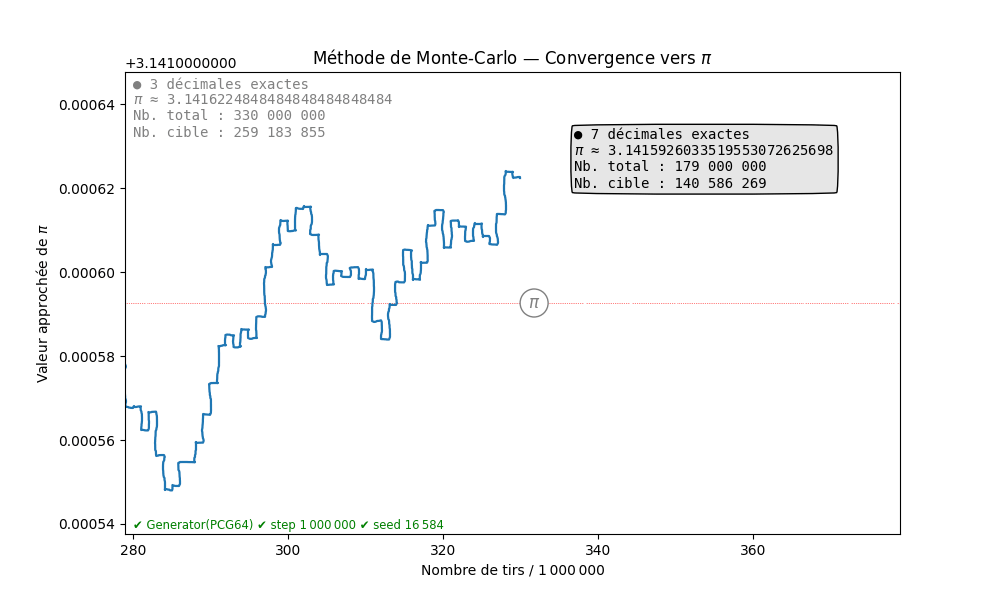 Méthode de Monte-Carlo — Convergence vers π
+3.1410000000
● 3 décimales exactes
π ≈ 3.1416224848484848484848484
Nb. total : 330 000 000
Nb. cible : 259 183 855
● 7 décimales exactes
π ≈ 3.1415926033519553072625698
Nb. total : 179 000 000
Nb. cible : 140 586 269
0.00064
0.00062
0.00060
0.00058
0.00056
0.00054
Valeur approchée de π
π
✔ Generator(PCG64) ✔ step 1 000 000 ✔ seed 16 584
280
300
320
340
360
Nombre de tirs / 1 000 000